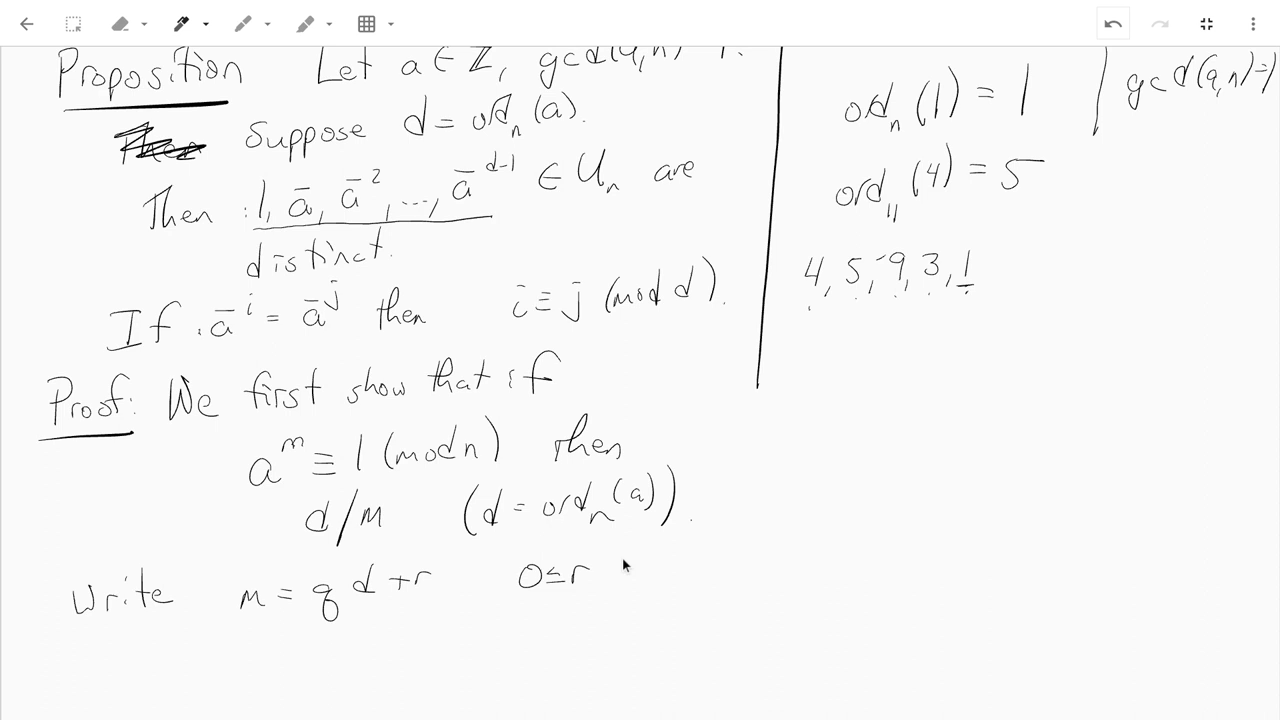 Proposition Let a ∈ ℤ, gcd(a,n) = 1.
Suppose d = ord_n(a).
Then 1, ā, ā², ..., ā^{d-1} ∈ U_n are
distinct.
If ā^i = ā^j then i ≡ j (mod d).
Proof: We first show that if
a^m ≡ 1 (mod n) then
d/m (d = ord_n(a)).
Write m = qd + r 0 ≤ r
ord_n(1) = 1
gcd(a,n)=1
ord_11(4) = 5
4, 5, 9, 3, 1